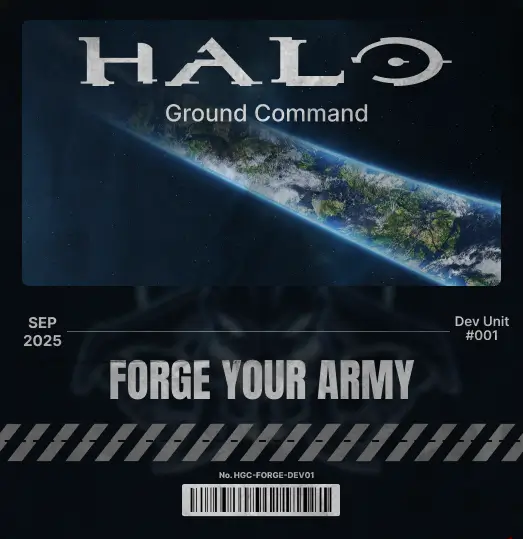 HALO
Ground Command
SEP
2025
Dev Unit
#001
FORGE YOUR ARMY
No. HGC-FORGE-DEV01